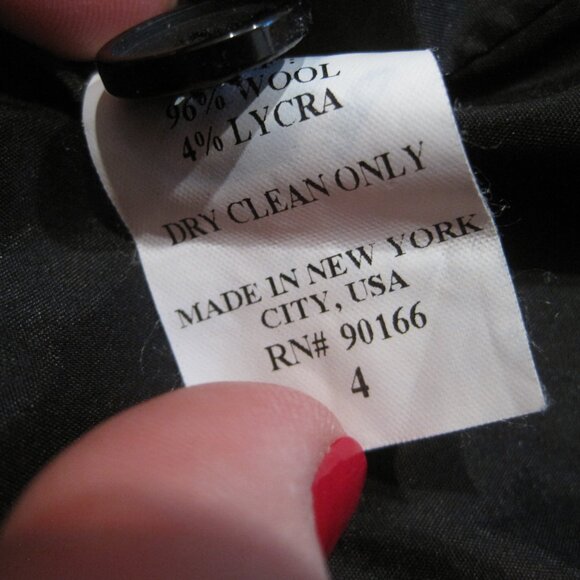 96% WOOL
4% LYCRA
DRY CLEAN ONLY
MADE IN NEW YORK
CITY, USA
RN# 90166
4